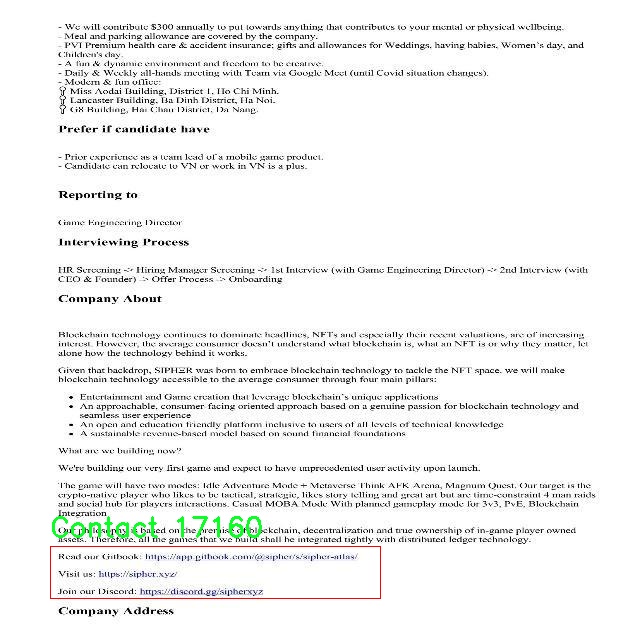 - We will contribute $300 annually to put towards anything that contributes to your mental or physical wellbeing.
- Meal and parking allowance are covered by the company.
- PVI Premium health care & accident insurance; gifts and allowances for Weddings, having babies, Women's day, and
Children's day.
- A fun & dynamic environment and freedom to be creative.
- Daily & Weekly all-hands meeting with Team via Google Meet (until Covid situation changes).
- Modern & fun office:
Miss Aodai Building, District 1, Ho Chi Minh.
Lancaster Building, Ba Dinh District, Ha Noi.
G8 Building, Hai Chau District, Da Nang.
Prefer if candidate have
- Prior experience as a team lead of a mobile game product.
- Candidate can relocate to VN or work in VN is a plus.
Reporting to
Game Engineering Director
Interviewing Process
HR Screening -> Hiring Manager Screening -> 1st Interview (with Game Engineering Director) -> 2nd Interview (with
CEO & Founder) -> Offer Process -> Onboarding
Company About
Blockchain technology continues to dominate headlines, NFTs and especially their recent valuations, are of increasing
interest. However, the average consumer doesn't understand what blockchain is, what an NFT is or why they matter, let
alone how the technology behind it works.
Given that backdrop, SIPHΞR was born to embrace blockchain technology to tackle the NFT space. we will make
blockchain technology accessible to the average consumer through four main pillars:
• Entertainment and Game creation that leverage blockchain's unique applications
• An approachable, consumer-facing oriented approach based on a genuine passion for blockchain technology and
seamless user experience
• An open and education friendly platform inclusive to users of all levels of technical knowledge
• A sustainable revenue-based model based on sound financial foundations
What are we building now?
We're building our very first game and expect to have unprecedented user activity upon launch.
The game will have two modes: Idle Adventure Mode + Metaverse Think AFK Arena, Magnum Quest. Our target is the
crypto-native player who likes to be tactical, strategic, likes story telling and great art but are time-constraint 4 man raids
and social hub for players interactions. Casual MOBA Mode With planned gameplay mode for 3v3, PvE, Blockchain
Integration
Contact 17160
Our philosophy is based on the premise of blockchain, decentralization and true ownership of in-game player owned
assets. Therefore, all the games that we build shall be integrated tightly with distributed ledger technology.
Read our Gitbook: https://app.gitbook.com/@sipher/s/sipher-atlas/
Visit us: https://sipher.xyz/
Join our Discord: https://discord.gg/sipherxyz
Company Address